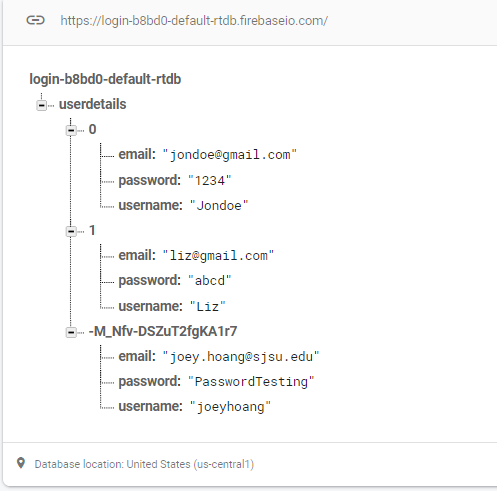 https://login-b8bd0-default-rtdb.firebaseio.com/
login-b8bd0-default-rtdb
userdetails
0
email: "jondoe@gmail.com"
password: "1234"
username: "Jondoe"
1
email: "liz@gmail.com"
password: "abcd"
username: "Liz"
-M_Nfv-DSZuT2fgKA1r7
email: "joey.hoang@sjsu.edu"
password: "PasswordTesting"
username: "joeyhoang"
Database location: United States (us-central1)